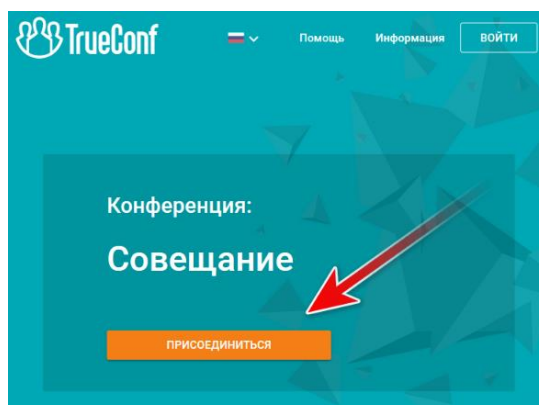 TrueConf
Помощь Информация ВОЙТИ
Конференция:
Совещание
ПРИСОЕДИНИТЬСЯ